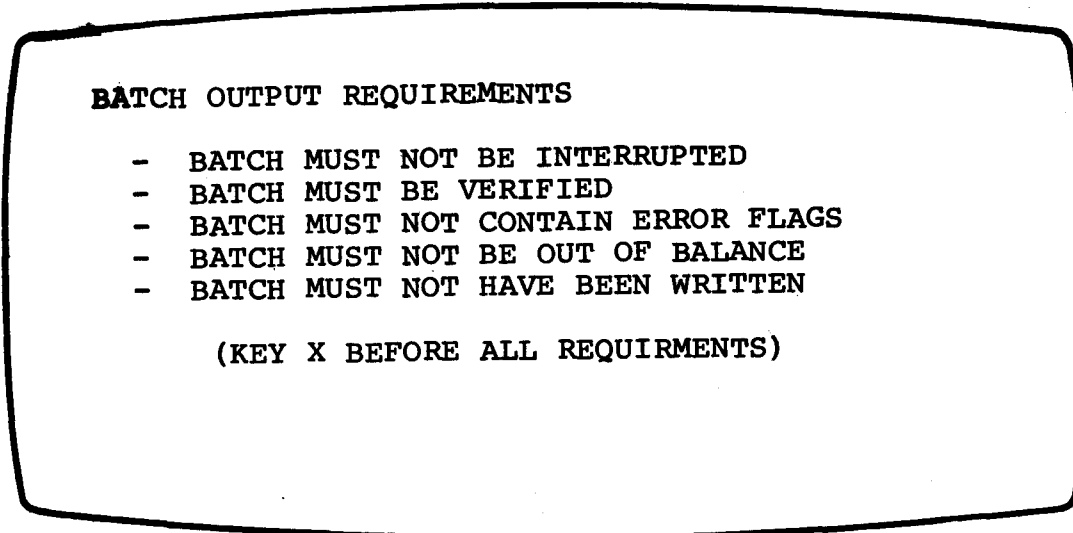 BATCH OUTPUT REQUIREMENTS
- BATCH MUST NOT BE INTERRUPTED
- BATCH MUST BE VERIFIED
- BATCH MUST NOT CONTAIN ERROR FLAGS
- BATCH MUST NOT BE OUT OF BALANCE
- BATCH MUST NOT HAVE BEEN WRITTEN
(KEY X BEFORE ALL REQUIRMENTS)